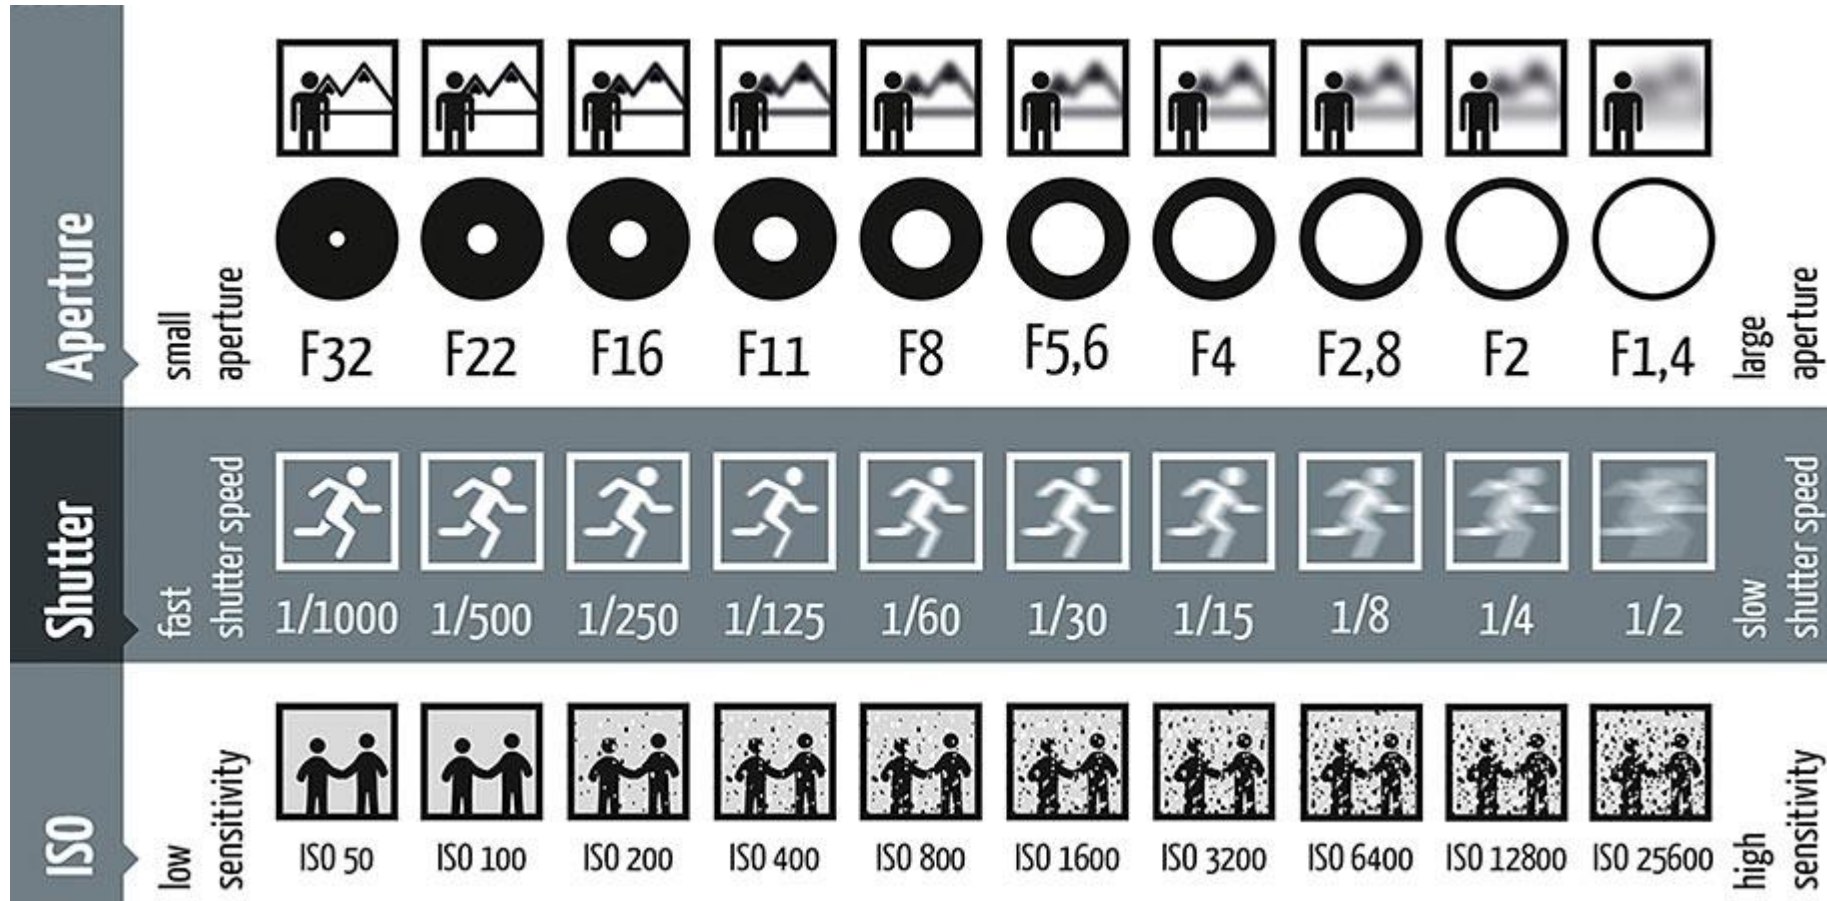 Aperture
small
aperture
F32 F22 F16 F11 F8 F5,6 F4 F2,8 F2 F1,4
large
aperture
Shutter
fast
shutter speed
1/1000 1/500 1/250 1/125 1/60 1/30 1/15 1/8 1/4 1/2
slow
shutter speed
ISO
low
sensitivity
ISO 50 ISO 100 ISO 200 ISO 400 ISO 800 ISO 1600 ISO 3200 ISO 6400 ISO 12800 ISO 25600
high
sensitivity